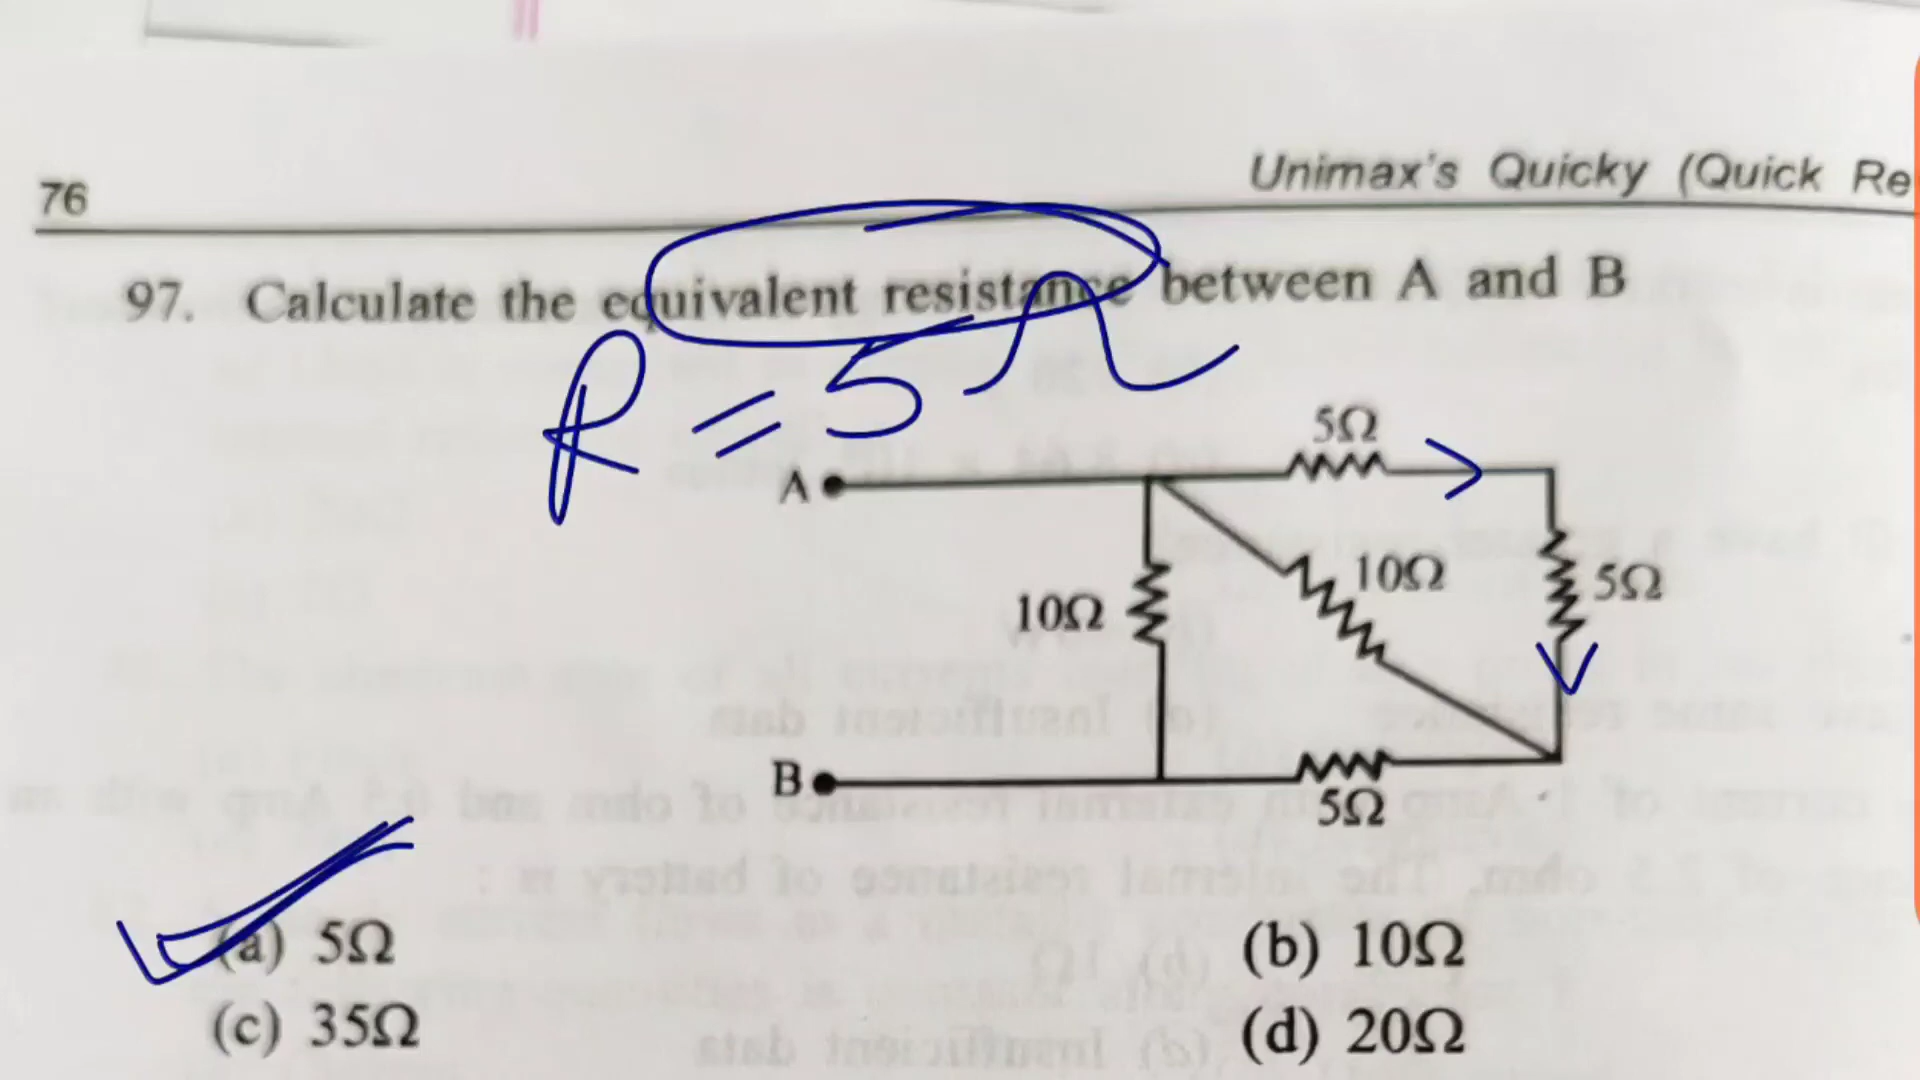 76
Unimax's Quicky (Quick Re
97. Calculate the equivalent resistance between A and B
R = 5Ω
5Ω
A
10Ω
10Ω
5Ω
B
5Ω
(a) 5Ω
(b) 10Ω
(c) 35Ω
(d) 20Ω